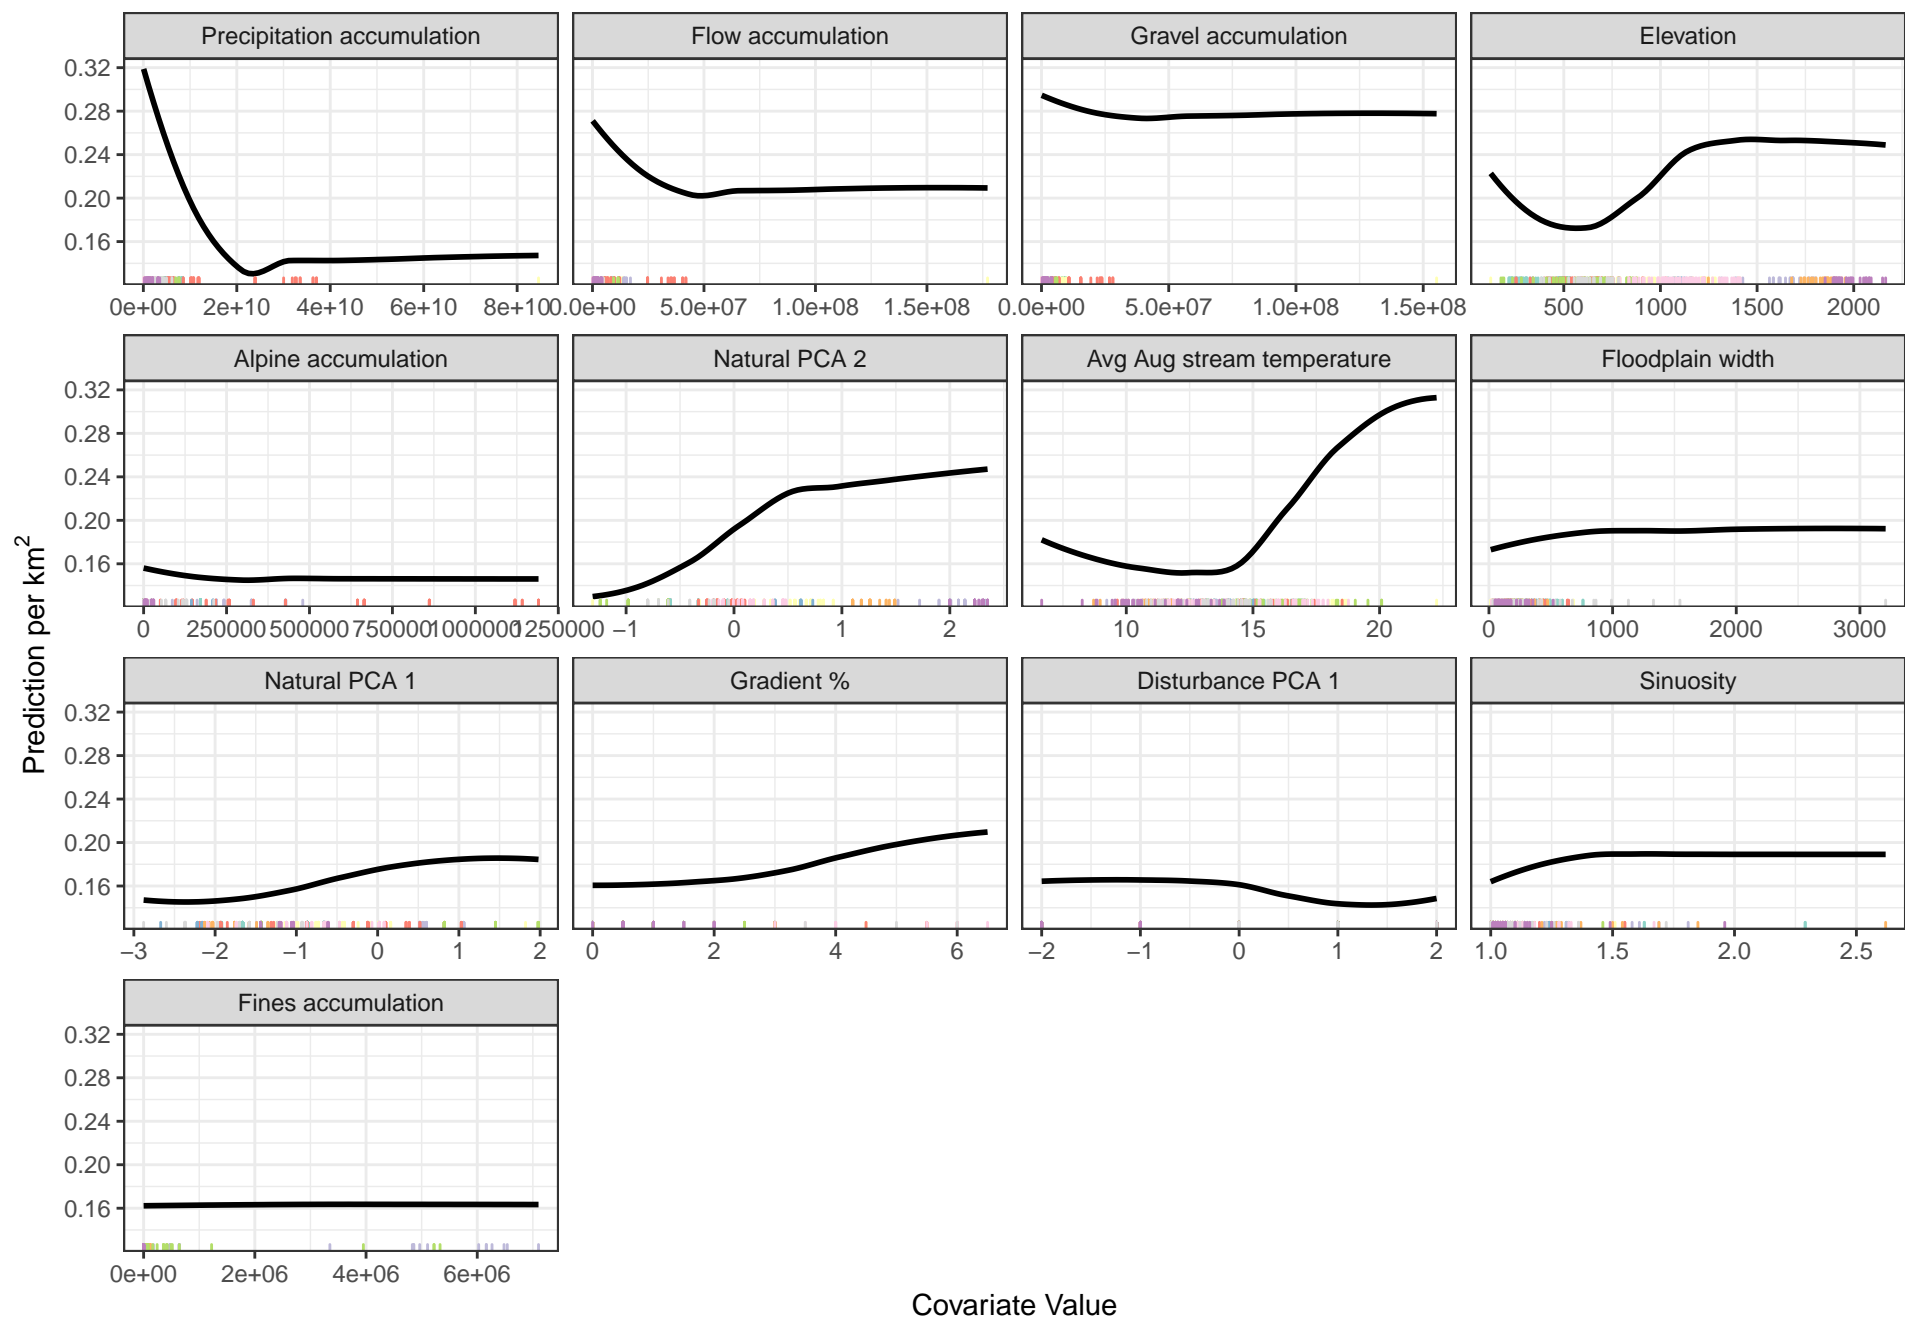 Precipitation accumulation Flow accumulation Gravel accumulation Elevation
0.32
0.28
0.24
0.20
0.16
0e+00 2e+10 4e+10 6e+10 8e+10 0.0e+00 5.0e+07 1.0e+08 1.5e+08 0.0e+00 5.0e+07 1.0e+08 1.5e+08 500 1000 1500 2000
Alpine accumulation Natural PCA 2 Avg Aug stream temperature Floodplain width
0.32
0.28
0.24
0.20
0.16
0 250000 500000 750000 1000000 1250000 −1 0 1 2 10 15 20 0 1000 2000 3000
Prediction per km²
Natural PCA 1 Gradient % Disturbance PCA 1 Sinuosity
0.32
0.28
0.24
0.20
0.16
−3 −2 −1 0 1 2 0 2 4 6 −2 −1 0 1 2 1.0 1.5 2.0 2.5
Fines accumulation
0.32
0.28
0.24
0.20
0.16
0e+00 2e+06 4e+06 6e+06
Covariate Value